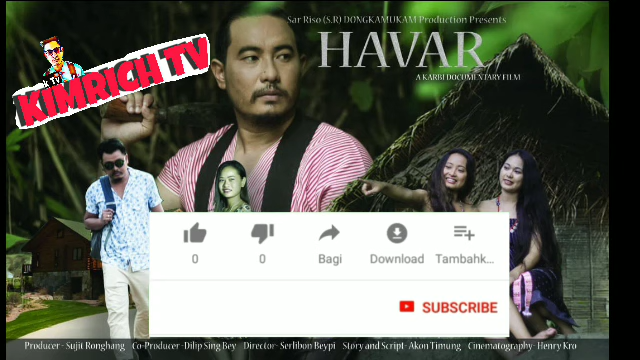 Sar Riso (S.R) DONGKAMUKAM Production Presents
HAVAR
A KARBI DOCUMENTARY FILM
K TV
KIMRICH TV
0
0
Bagi
Download
Tambahk...
SUBSCRIBE
Producer - Sujit Ronghang Co-Producer -Dilip Sing Bey Director- Serlibon Beypi Story and Script- Akon Timung Cinematography- Henry Kro